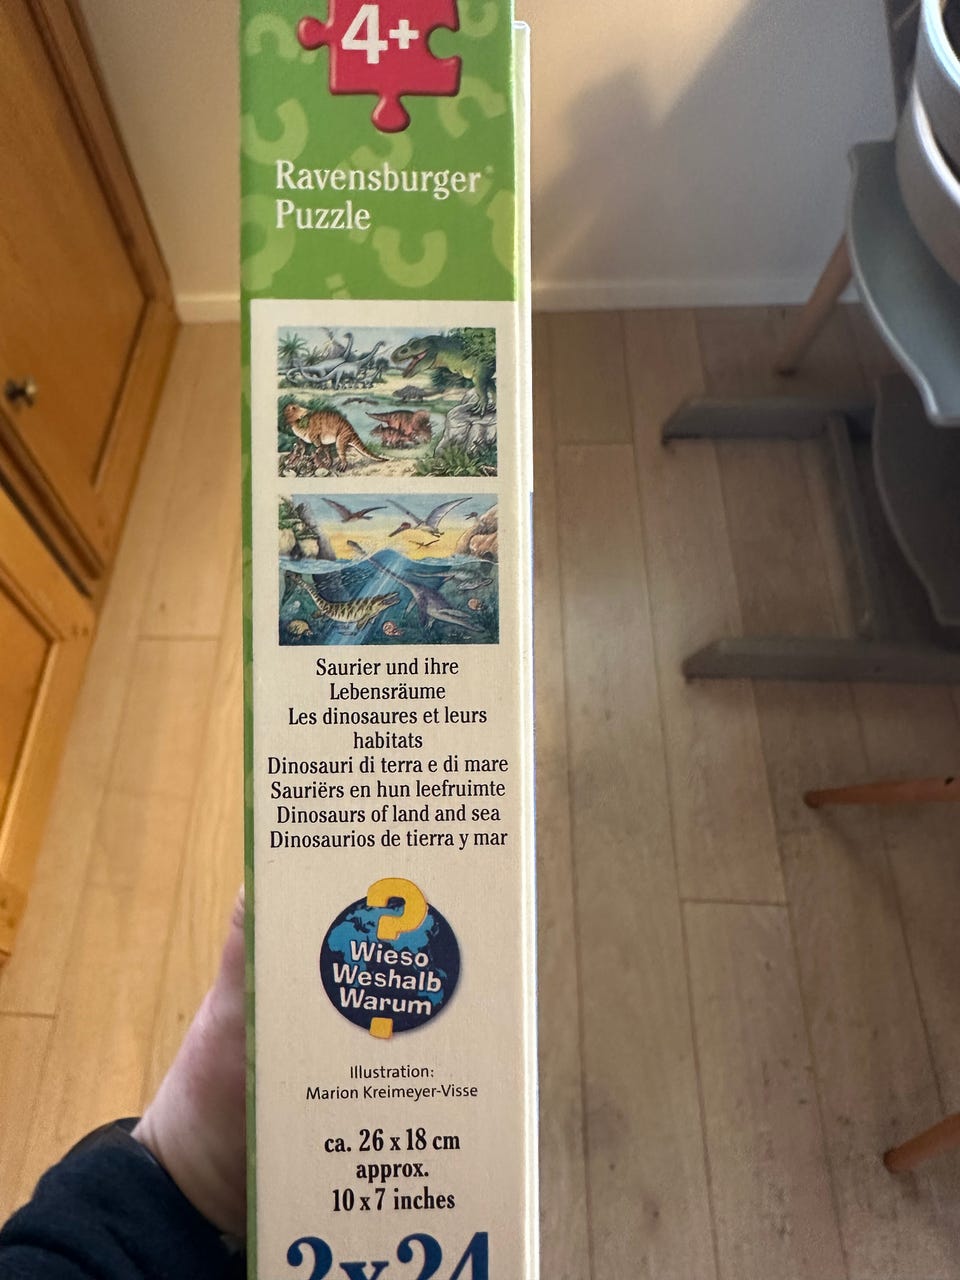 4+
Ravensburger
Puzzle
Saurier und ihre
Lebensräume
Les dinosaures et leurs
habitats
Dinosauri di terra e di mare
Sauriërs en hun leefruimte
Dinosaurs of land and sea
Dinosaurios de tierra y mar
?
Wieso
Weshalb
Warum
Illustration:
Marion Kreimeyer-Visse
ca. 26 x 18 cm
approx.
10 x 7 inches
2x24